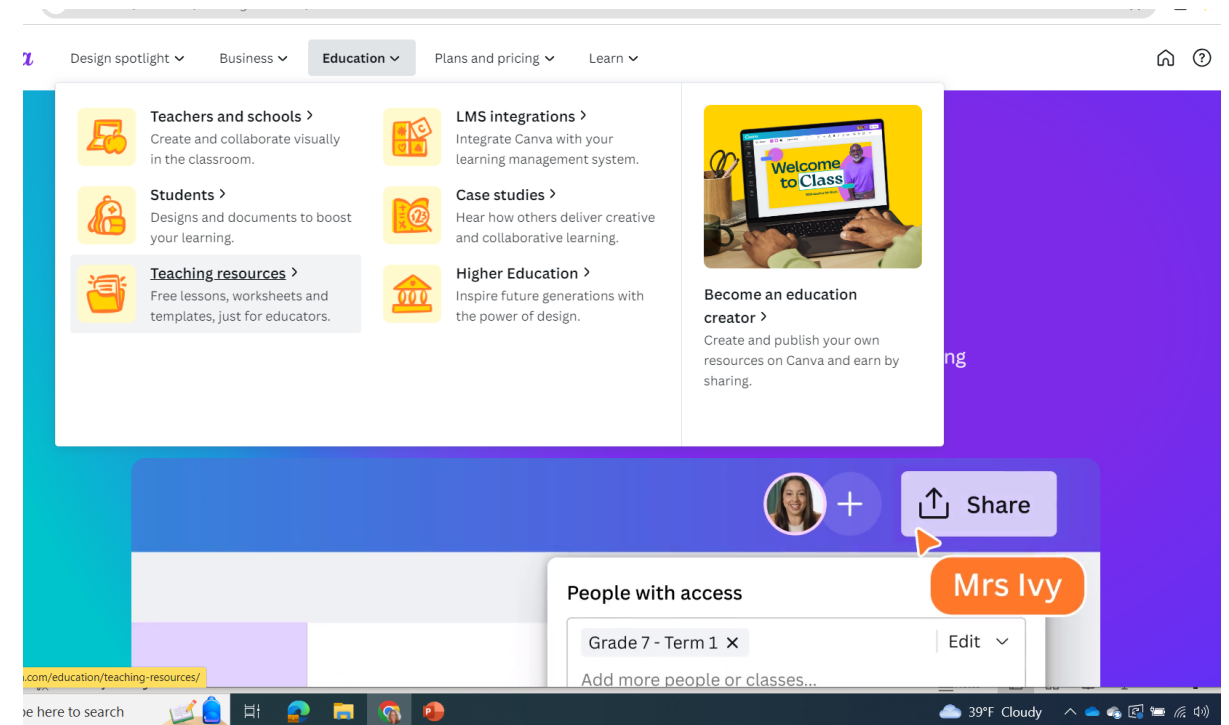 Design spotlight Business Education Plans and pricing Learn
Teachers and schools
Create and collaborate visually
in the classroom.
Students
Designs and documents to boost
your learning.
Teaching resources
Free lessons, worksheets and
templates, just for educators.
LMS integrations
Integrate Canva with your
learning management system.
Case studies
Hear how others deliver creative
and collaborative learning.
Higher Education
Inspire future generations with
the power of design.
Welcome
to Class
Become an education
creator
Create and publish your own
resources on Canva and earn by
sharing.
ng
Share
Mrs Ivy
People with access
Grade 7 - Term 1
Edit
Add more people or classes...
.com/education/teaching-resources/
here to search
39°F Cloudy